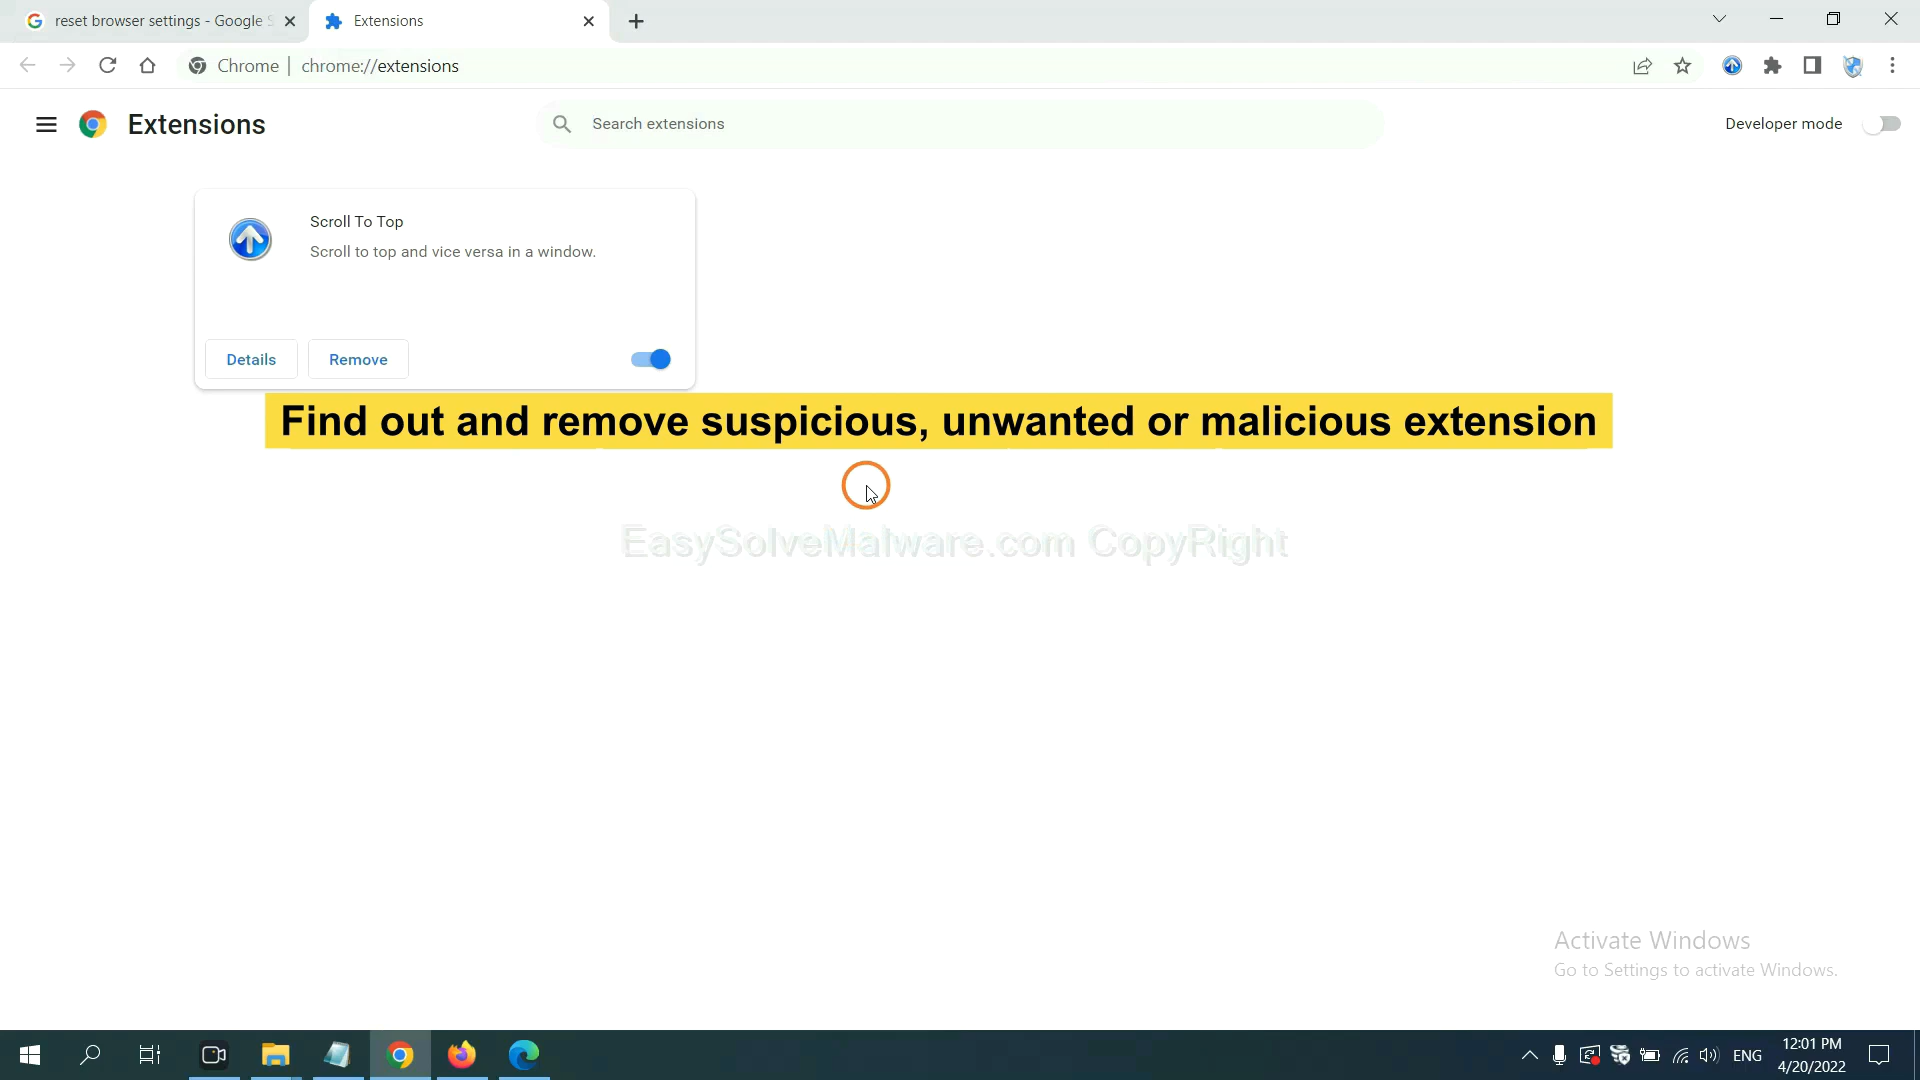 reset browser settings - Google S
Extensions
Chrome | chrome://extensions
Extensions
Search extensions
Developer mode
Scroll To Top
Scroll to top and vice versa in a window.
Details
Remove
Find out and remove suspicious, unwanted or malicious extension
EasySolveMalware.com CopyRight
Activate Windows
Go to Settings to activate Windows.
ENG
12:01 PM
4/20/2022